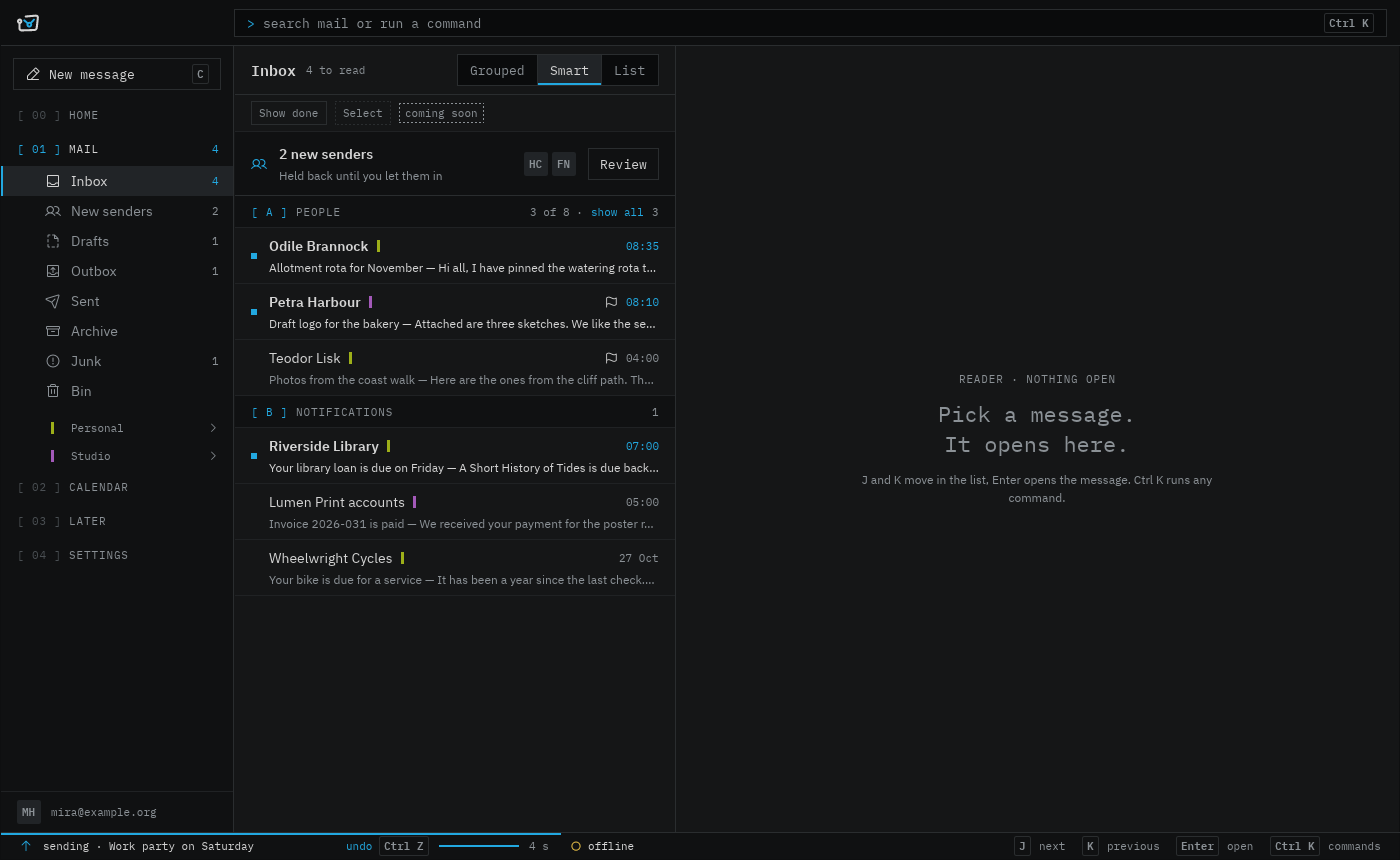 > search mail or run a command Ctrl K
New message C
[ 00 ] HOME
[ 01 ] MAIL 4
Inbox 4
New senders 2
Drafts 1
Outbox 1
Sent
Archive
Junk 1
Bin
Personal
Studio
[ 02 ] CALENDAR
[ 03 ] LATER
[ 04 ] SETTINGS
MH mira@example.org
Inbox 4 to read Grouped Smart List
Show done Select coming soon
2 new senders
Held back until you let them in
HC FN Review
[ A ] PEOPLE 3 of 8 · show all 3
Odile Brannock 08:35
Allotment rota for November — Hi all, I have pinned the watering rota t…
Petra Harbour 08:10
Draft logo for the bakery — Attached are three sketches. We like the se…
Teodor Lisk 04:00
Photos from the coast walk — Here are the ones from the cliff path. Th…
[ B ] NOTIFICATIONS 1
Riverside Library 07:00
Your library loan is due on Friday — A Short History of Tides is due back…
Lumen Print accounts 05:00
Invoice 2026-031 is paid — We received your payment for the poster r…
Wheelwright Cycles 27 Oct
Your bike is due for a service — It has been a year since the last check.…
READER · NOTHING OPEN
Pick a message.
It opens here.
J and K move in the list, Enter opens the message. Ctrl K runs any
command.
sending · Work party on Saturday undo Ctrl Z 4 s offline
J next K previous Enter open Ctrl K commands